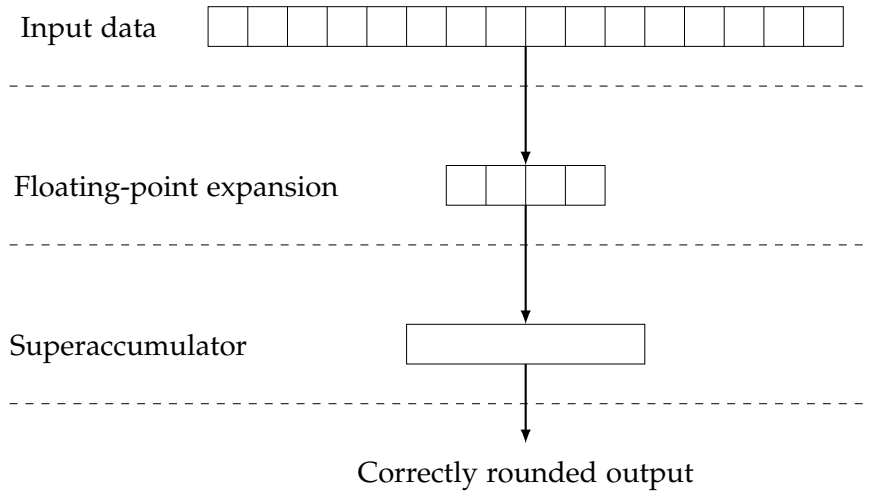 Input data
Floating-point expansion
Superaccumulator
Correctly rounded output